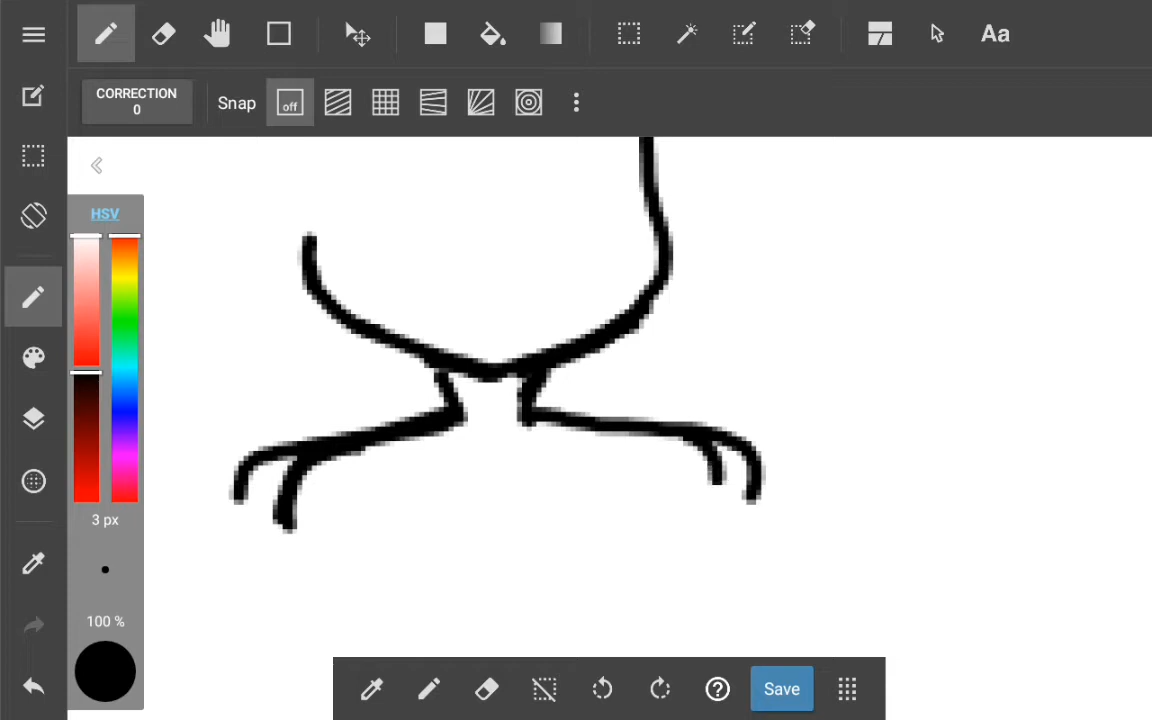 Aa
CORRECTION
0
Snap
off
HSV
3 px
100 %
Save